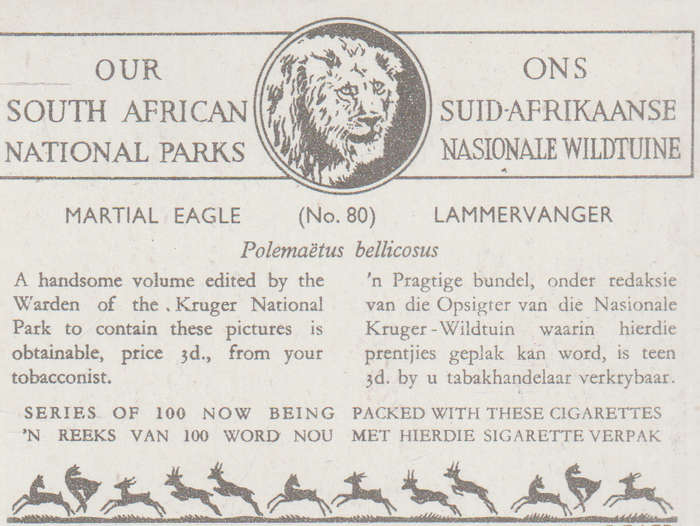 OUR
SOUTH AFRICAN
NATIONAL PARKS
ONS
SUID-AFRIKAANSE
NASIONALE WILDTUINE
MARTIAL EAGLE (No. 80) LAMMERVANGER
Polemaëtus bellicosus
A handsome volume edited by the
Warden of the Kruger National
Park to contain these pictures is
obtainable, price 3d., from your
tobacconist.
'n Pragtige bundel, onder redaksie
van die Opsigter van die Nasionale
Kruger-Wildtuin waarin hierdie
prentjies geplak kan word, is teen
3d. by u tabakhandelaar verkrybaar.
SERIES OF 100 NOW BEING PACKED WITH THESE CIGARETTES
'N REEKS VAN 100 WORD NOU MET HIERDIE SIGARETTE VERPAK